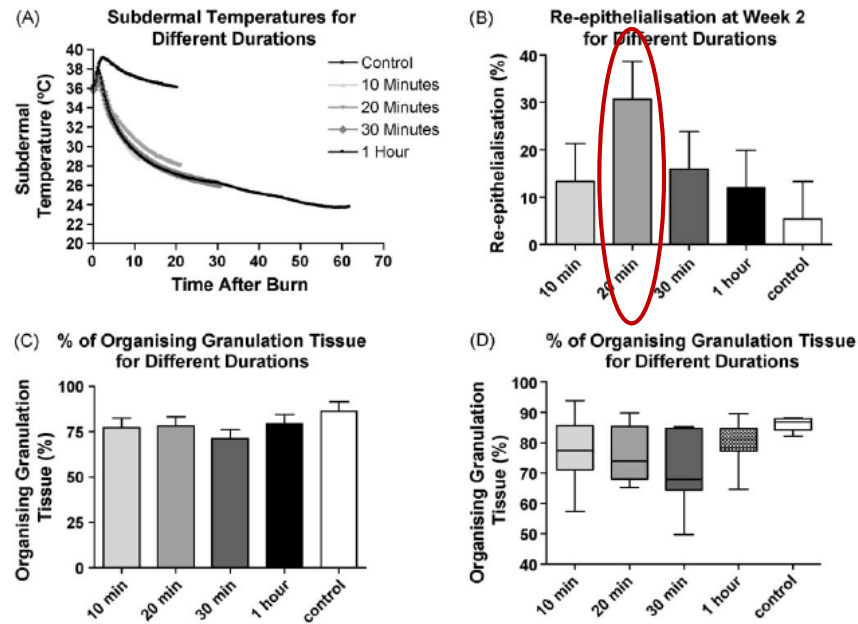 (A)
Subdermal Temperatures for
Different Durations
Subdermal
Temperature (°C)
40
38
36
34
32
30
28
26
24
22
20
0
10
20
30
40
50
60
70
Time After Burn
Control
10 Minutes
20 Minutes
30 Minutes
1 Hour
(B)
Re-epithelialisation at Week 2
for Different Durations
Re-epithelialisation (%)
40
30
20
10
0
10 min
20 min
30 min
1 hour
control
(C)
% of Organising Granulation Tissue
for Different Durations
Organising Granulation
Tissue (%)
100
75
50
25
0
10 min
20 min
30 min
1 hour
control
(D)
% of Organising Granulation Tissue
for Different Durations
Organising Granulation
Tissue (%)
100
90
80
70
60
50
40
10 min
20 min
30 min
1 hour
control